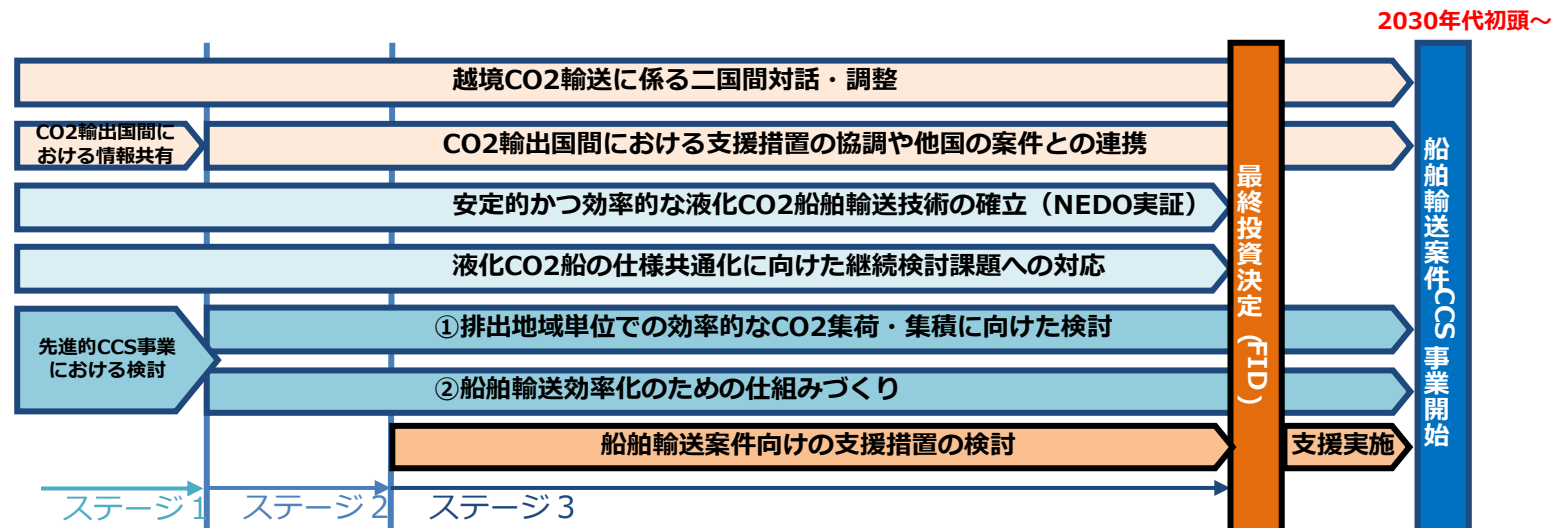 2030年代初頭～
越境CO2輸送に係る二国間対話・調整
CO2輸出国間に
おける情報共有
CO2輸出国間における支援措置の協調や他国の案件との連携
安定的かつ効率的な液化CO2船舶輸送技術の確立（NEDO実証）
液化CO2船の仕様共通化に向けた継続検討課題への対応
先進的CCS事業
における検討
①排出地域単位での効率的なCO2集荷・集積に向けた検討
②船舶輸送効率化のための仕組みづくり
船舶輸送案件向けの支援措置の検討
最終投資決定（FID）
支援実施
船舶輸送案件CCS事業開始
ステージ１
ステージ２
ステージ３